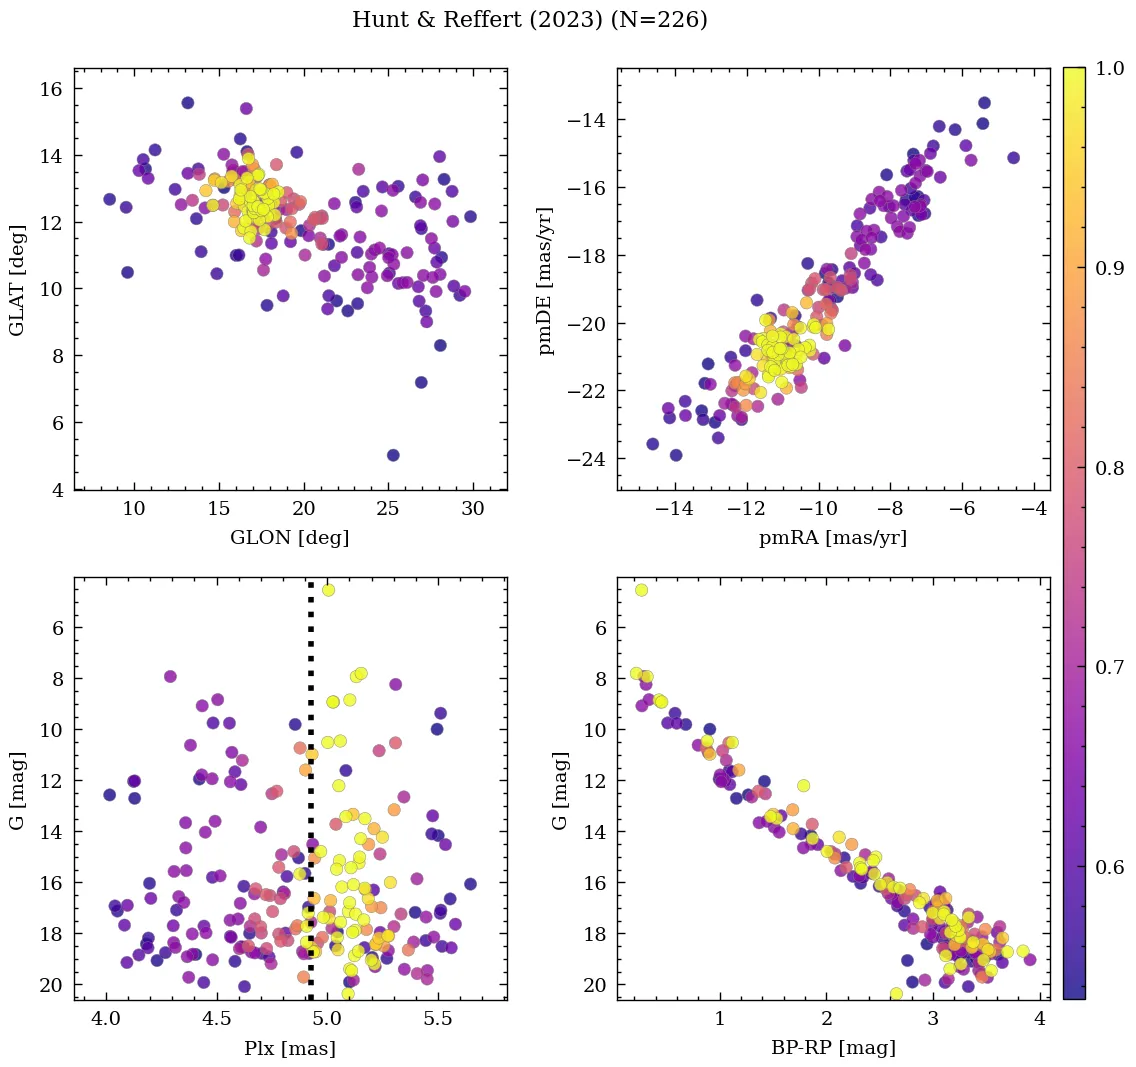 Hunt & Reffert (2023) (N=226)
16
14
12
10
8
6
4
GLAT [deg]
10 15 20 25 30
GLON [deg]
−14
−16
−18
−20
−22
−24
pmDE [mas/yr]
−14 −12 −10 −8 −6 −4
pmRA [mas/yr]
1.0
0.9
0.8
0.7
0.6
6
8
10
12
14
16
18
20
G [mag]
4.0 4.5 5.0 5.5
Plx [mas]
6
8
10
12
14
16
18
20
G [mag]
1 2 3 4
BP-RP [mag]